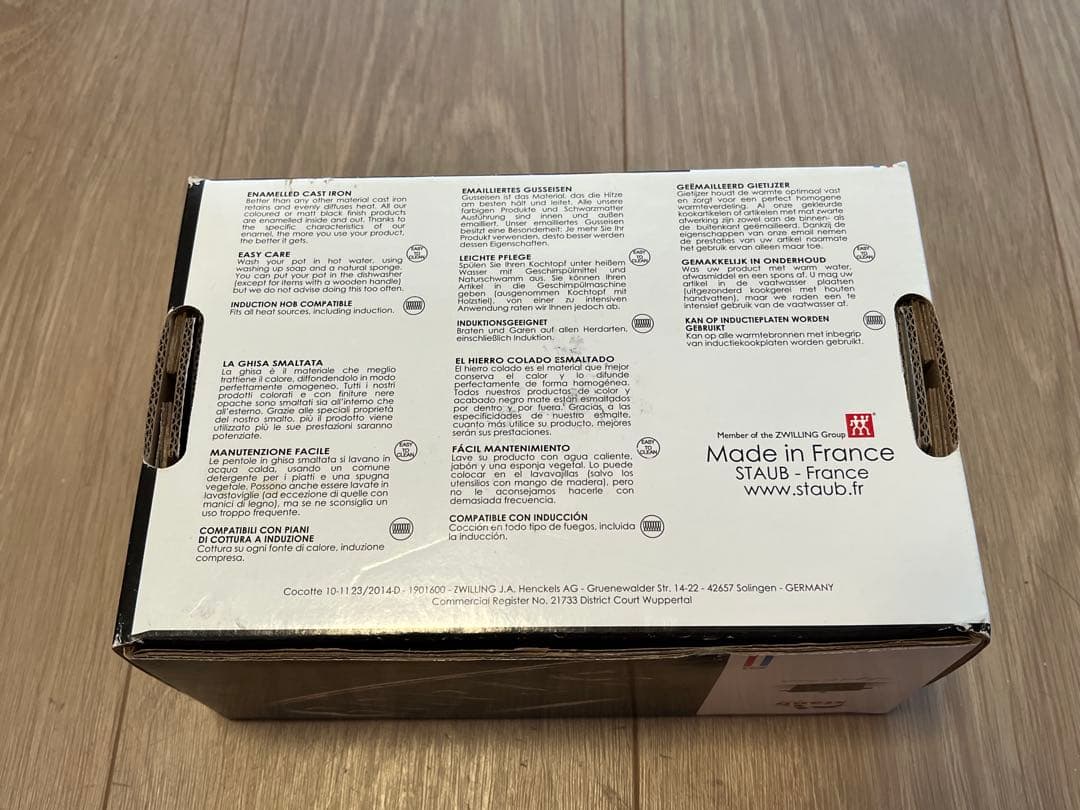 ENAMELLED CAST IRON
Better than any other material cast iron
retains and evenly diffuses heat. All our
coloured or matt black finish products
are enamelled inside and out. Thanks to
the specific characteristics of our
enamel, the more you use your product,
the better it gets.
EASY CARE
Wash your pot in hot water, using
washing up soap and a natural sponge.
You can put your pot in the dishwasher
(except for items with a wooden handle)
but we do not advise doing this too often.
EASY
TO
CLEAN
INDUCTION HOB COMPATIBLE
Fits all heat sources, including induction.
EMAILLIERTES GUSSEISEN
Gusseisen ist das Material, das die Hitze
am besten hält und leitet. Alle unsere
farbigen Produkte und Schwarzmatter
Ausführung sind innen und außen
emailliert. Unser emailliertes Gusseisen
besitzt eine Besonderheit: Je mehr Sie Ihr
Produkt verwenden, desto besser werden
dessen Eigenschaften.
LEICHTE PFLEGE
Spülen Sie Ihren Kochtopf unter heißem
Wasser mit Geschirrspülmittel und
Naturschwamm aus. Sie können Ihren
Artikel in die Geschirrspülmaschine
geben (ausgenommen Kochtopf mit
Holzstiel), von einer zu intensiven
Anwendung raten wir Ihnen jedoch ab.
EASY
TO
CLEAN
INDUKTIONSGEEIGNET
Braten und Garen auf allen Herdarten,
einschließlich Induktion.
GEËMAILLEERD GIETIJZER
Gietijzer houdt de warmte optimaal vast
en zorgt voor een perfect homogene
warmteverdeling. Al onze gekleurde
kookartikelen of artikelen met mat zwarte
afwerking zijn zowel aan de binnen- als
de buitenkant geëmailleerd. Dankzij de
eigenschappen van onze email nemen
de prestaties van uw artikel naarmate
het gebruik ervan alleen maar toe.
EASY
TO
CLEAN
GEMAKKELIJK IN ONDERHOUD
Was uw product met warm water,
afwasmiddel en een spons af. U mag uw
artikel in de vaatwasser plaatsen
(uitgezonderd kookgerei met houten
handvatten), maar we raden een te
intensief gebruik van de vaatwasser af.
KAN OP INDUCTIEPLATEN WORDEN
GEBRUIKT
Kan op alle warmtebronnen met inbegrip
van inductiekookplaten worden gebruikt.
LA GHISA SMALTATA
La ghisa è il materiale che meglio
trattiene il calore, diffondendolo in modo
perfettamente omogeneo. Tutti i nostri
prodotti colorati e con finiture nere
opache sono smaltati sia all'interno che
all'esterno. Grazie alle speciali proprietà
del nostro smalto, più il prodotto viene
utilizzato più le sue prestazioni saranno
potenziate.
MANUTENZIONE FACILE
Le pentole in ghisa smaltata si lavano in
acqua calda, usando un comune
detergente per i piatti e una spugna
vegetale. Possono anche essere lavate in
lavastoviglie (ad eccezione di quelle con
manici di legno), ma se ne sconsiglia un
uso troppo frequente.
EASY
TO
CLEAN
COMPATIBILI CON PIANI
DI COTTURA A INDUZIONE
Cottura su ogni fonte di calore, induzione
compresa.
EL HIERRO COLADO ESMALTADO
El hierro colado es el material que mejor
conserva el calor y lo difunde
perfectamente de forma homogénea.
Todos nuestros productos de color y
acabado negro mate están esmaltados
por dentro y por fuera. Gracias a las
especificidades de nuestro esmalte,
cuanto más utilice su producto, mejores
serán sus prestaciones.
FÁCIL MANTENIMIENTO
Lave su producto con agua caliente,
jabón y una esponja vegetal. Lo puede
colocar en el lavavajillas (salvo los
utensilios con mango de madera), pero
no le aconsejamos hacerle con
demasiada frecuencia.
EASY
TO
CLEAN
COMPATIBLE CON INDUCCIÓN
Cocción en todo tipo de fuegos, incluida
la inducción.
Member of the ZWILLING Group
Made in France
STAUB - France
www.staub.fr
Cocotte 10-1123/2014-D - 1901600 - ZWILLING J.A. Henckels AG - Gruenewalder Str. 14-22 - 42657 Solingen - GERMANY
Commercial Register No. 21733 District Court Wuppertal
staub